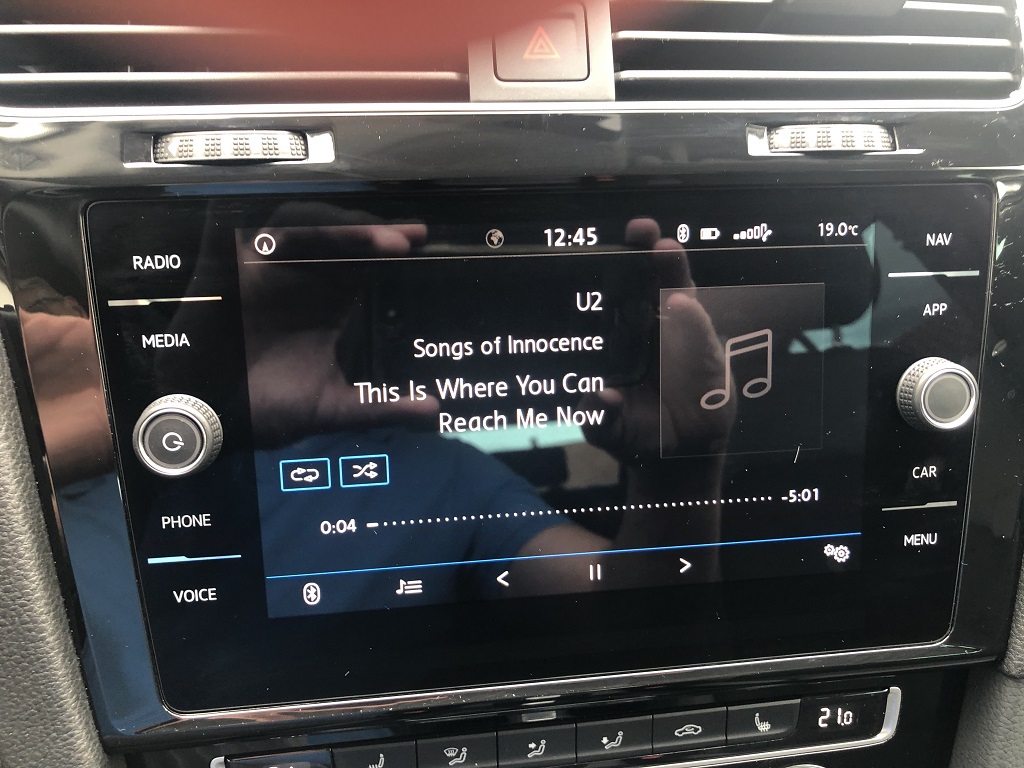 RADIO
MEDIA
PHONE
VOICE
12:45
19.0°C
U2
Songs of Innocence
This Is Where You Can
Reach Me Now
0:04
-5:01
NAV
APP
CAR
MENU
21.0